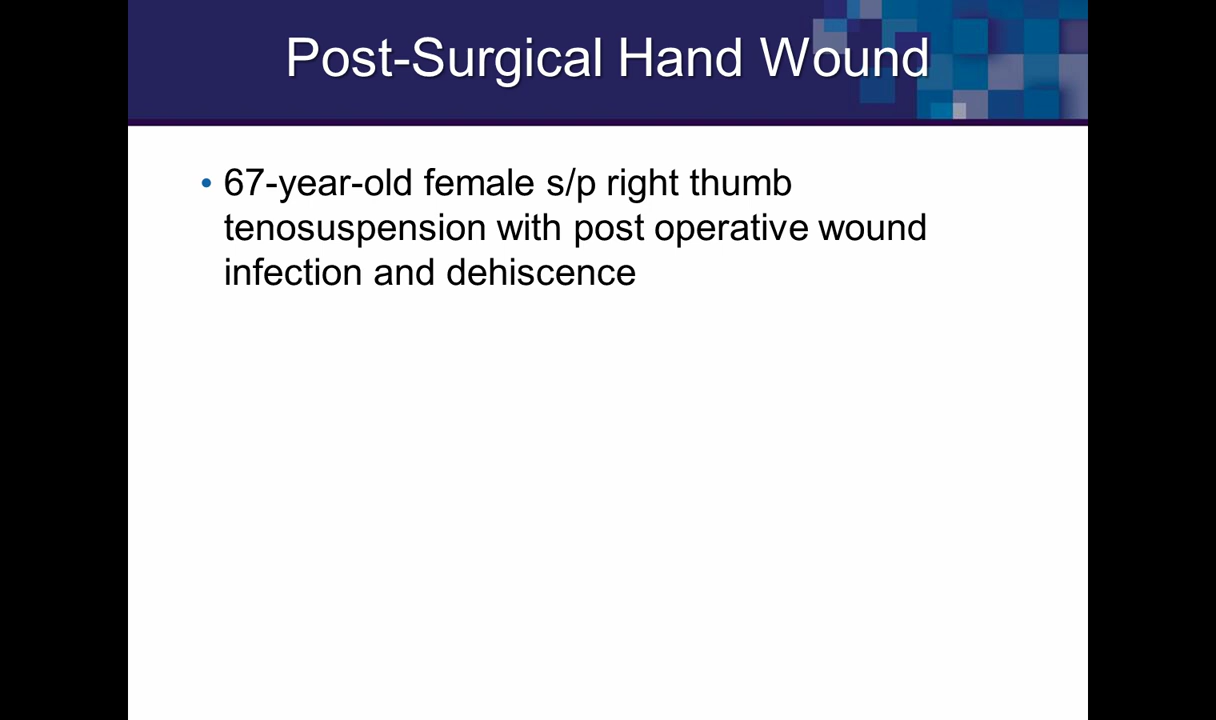 Post-Surgical Hand Wound
• 67-year-old female s/p right thumb
tenosuspension with post operative wound
infection and dehiscence